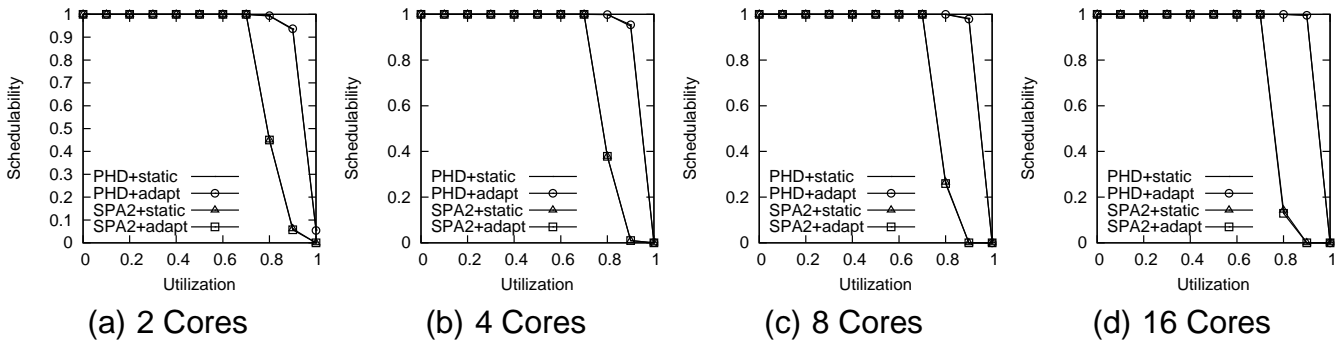 1
0.9
0.8
0.7
0.6
0.5
0.4
0.3
0.2
0.1
0
Schedulability
PHD+static
PHD+adapt
SPA2+static
SPA2+adapt
0 0.2 0.4 0.6 0.8 1
Utilization
(a) 2 Cores
1
0.8
0.6
0.4
0.2
0
Schedulability
PHD+static
PHD+adapt
SPA2+static
SPA2+adapt
0 0.2 0.4 0.6 0.8 1
Utilization
(b) 4 Cores
1
0.8
0.6
0.4
0.2
0
Schedulability
PHD+static
PHD+adapt
SPA2+static
SPA2+adapt
0 0.2 0.4 0.6 0.8 1
Utilization
(c) 8 Cores
1
0.8
0.6
0.4
0.2
0
Schedulability
PHD+static
PHD+adapt
SPA2+static
SPA2+adapt
0 0.2 0.4 0.6 0.8 1
Utilization
(d) 16 Cores